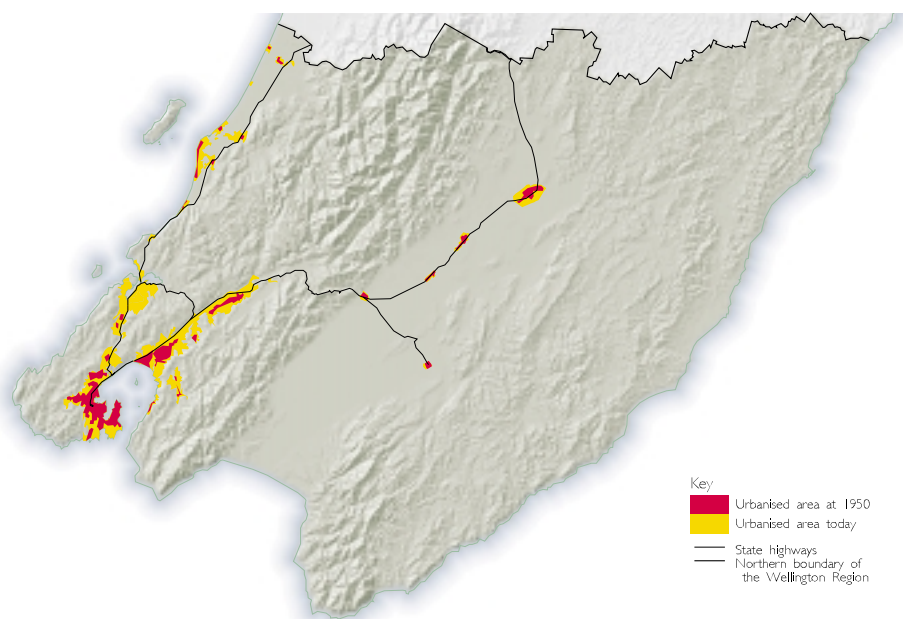 Key
Urbanised area at 1950
Urbanised area today
State highways
Northern boundary of
the Wellington Region